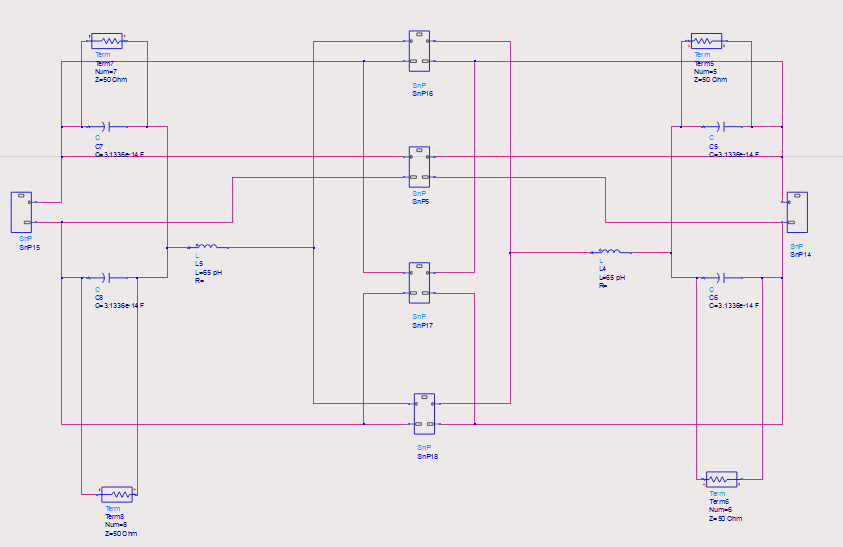 Term
Term7
Num=7
Z=50 Ohm
SnP
SnP16
Term
Term5
Num=5
Z=50 Ohm
C
C7
C=3.1336e-14 F
C
C5
C=3.1336e-14 F
SnP
SnP5
SnP
SnP15
SnP
SnP14
L
L5
L=65 pH
R=
L
L4
L=65 pH
R=
C
C8
C=3.1336e-14 F
C
C6
C=3.1336e-14 F
SnP
SnP17
SnP
SnP18
Term
Term8
Num=8
Z=50 Ohm
Term
Term6
Num=6
Z=50 Ohm